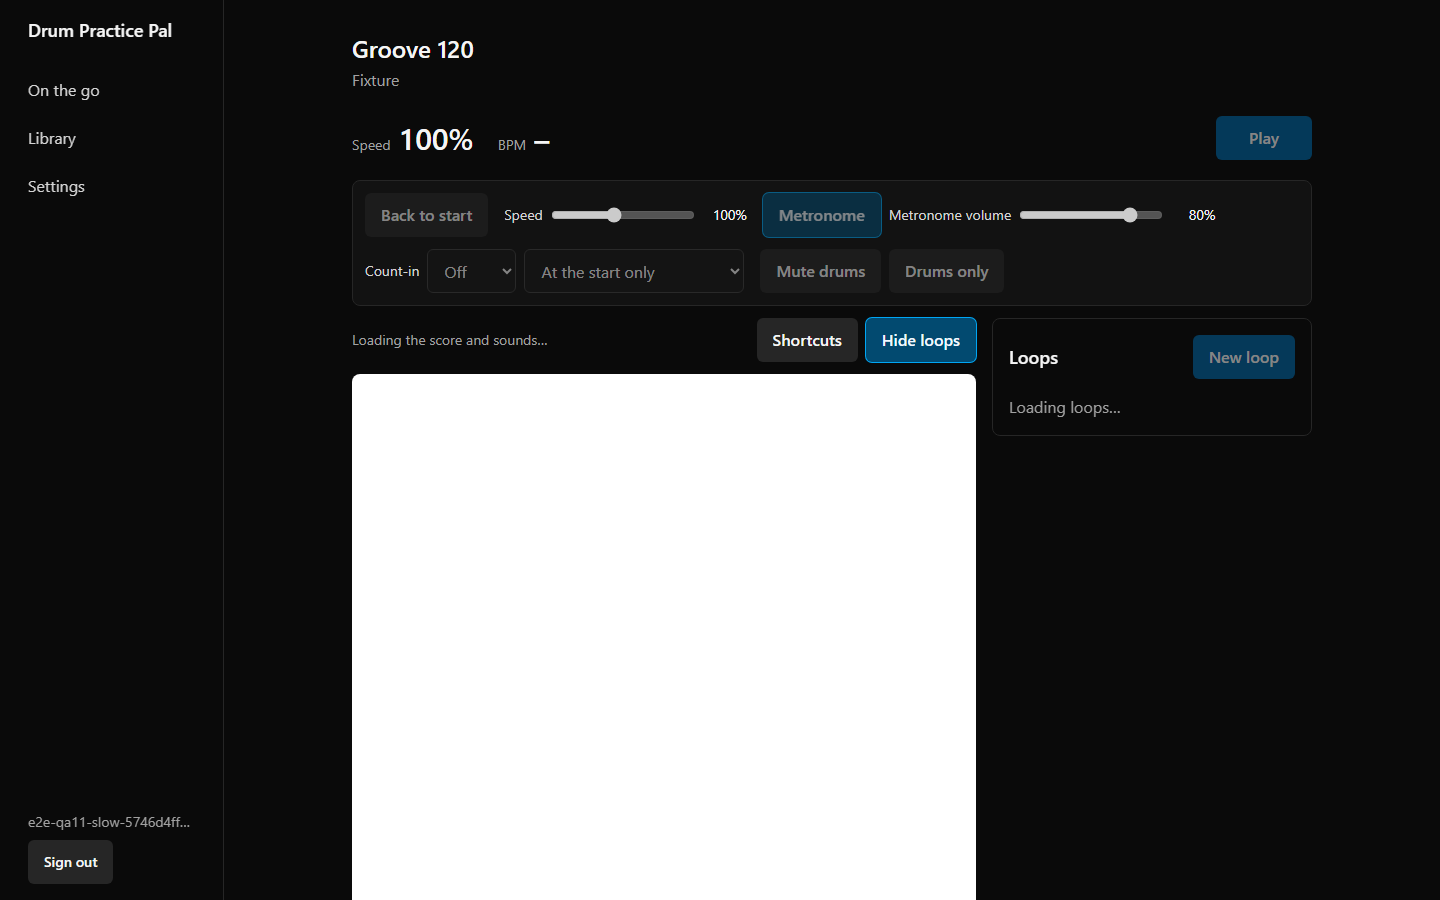 Drum Practice Pal
On the go
Library
Settings
Groove 120
Fixture
Speed 100% BPM –
Play
Back to start Speed 100% Metronome Metronome volume 80%
Count-in Off At the start only Mute drums Drums only
Loading the score and sounds...
Shortcuts Hide loops
Loops New loop
Loading loops...
e2e-qa11-slow-5746d4ff...
Sign out